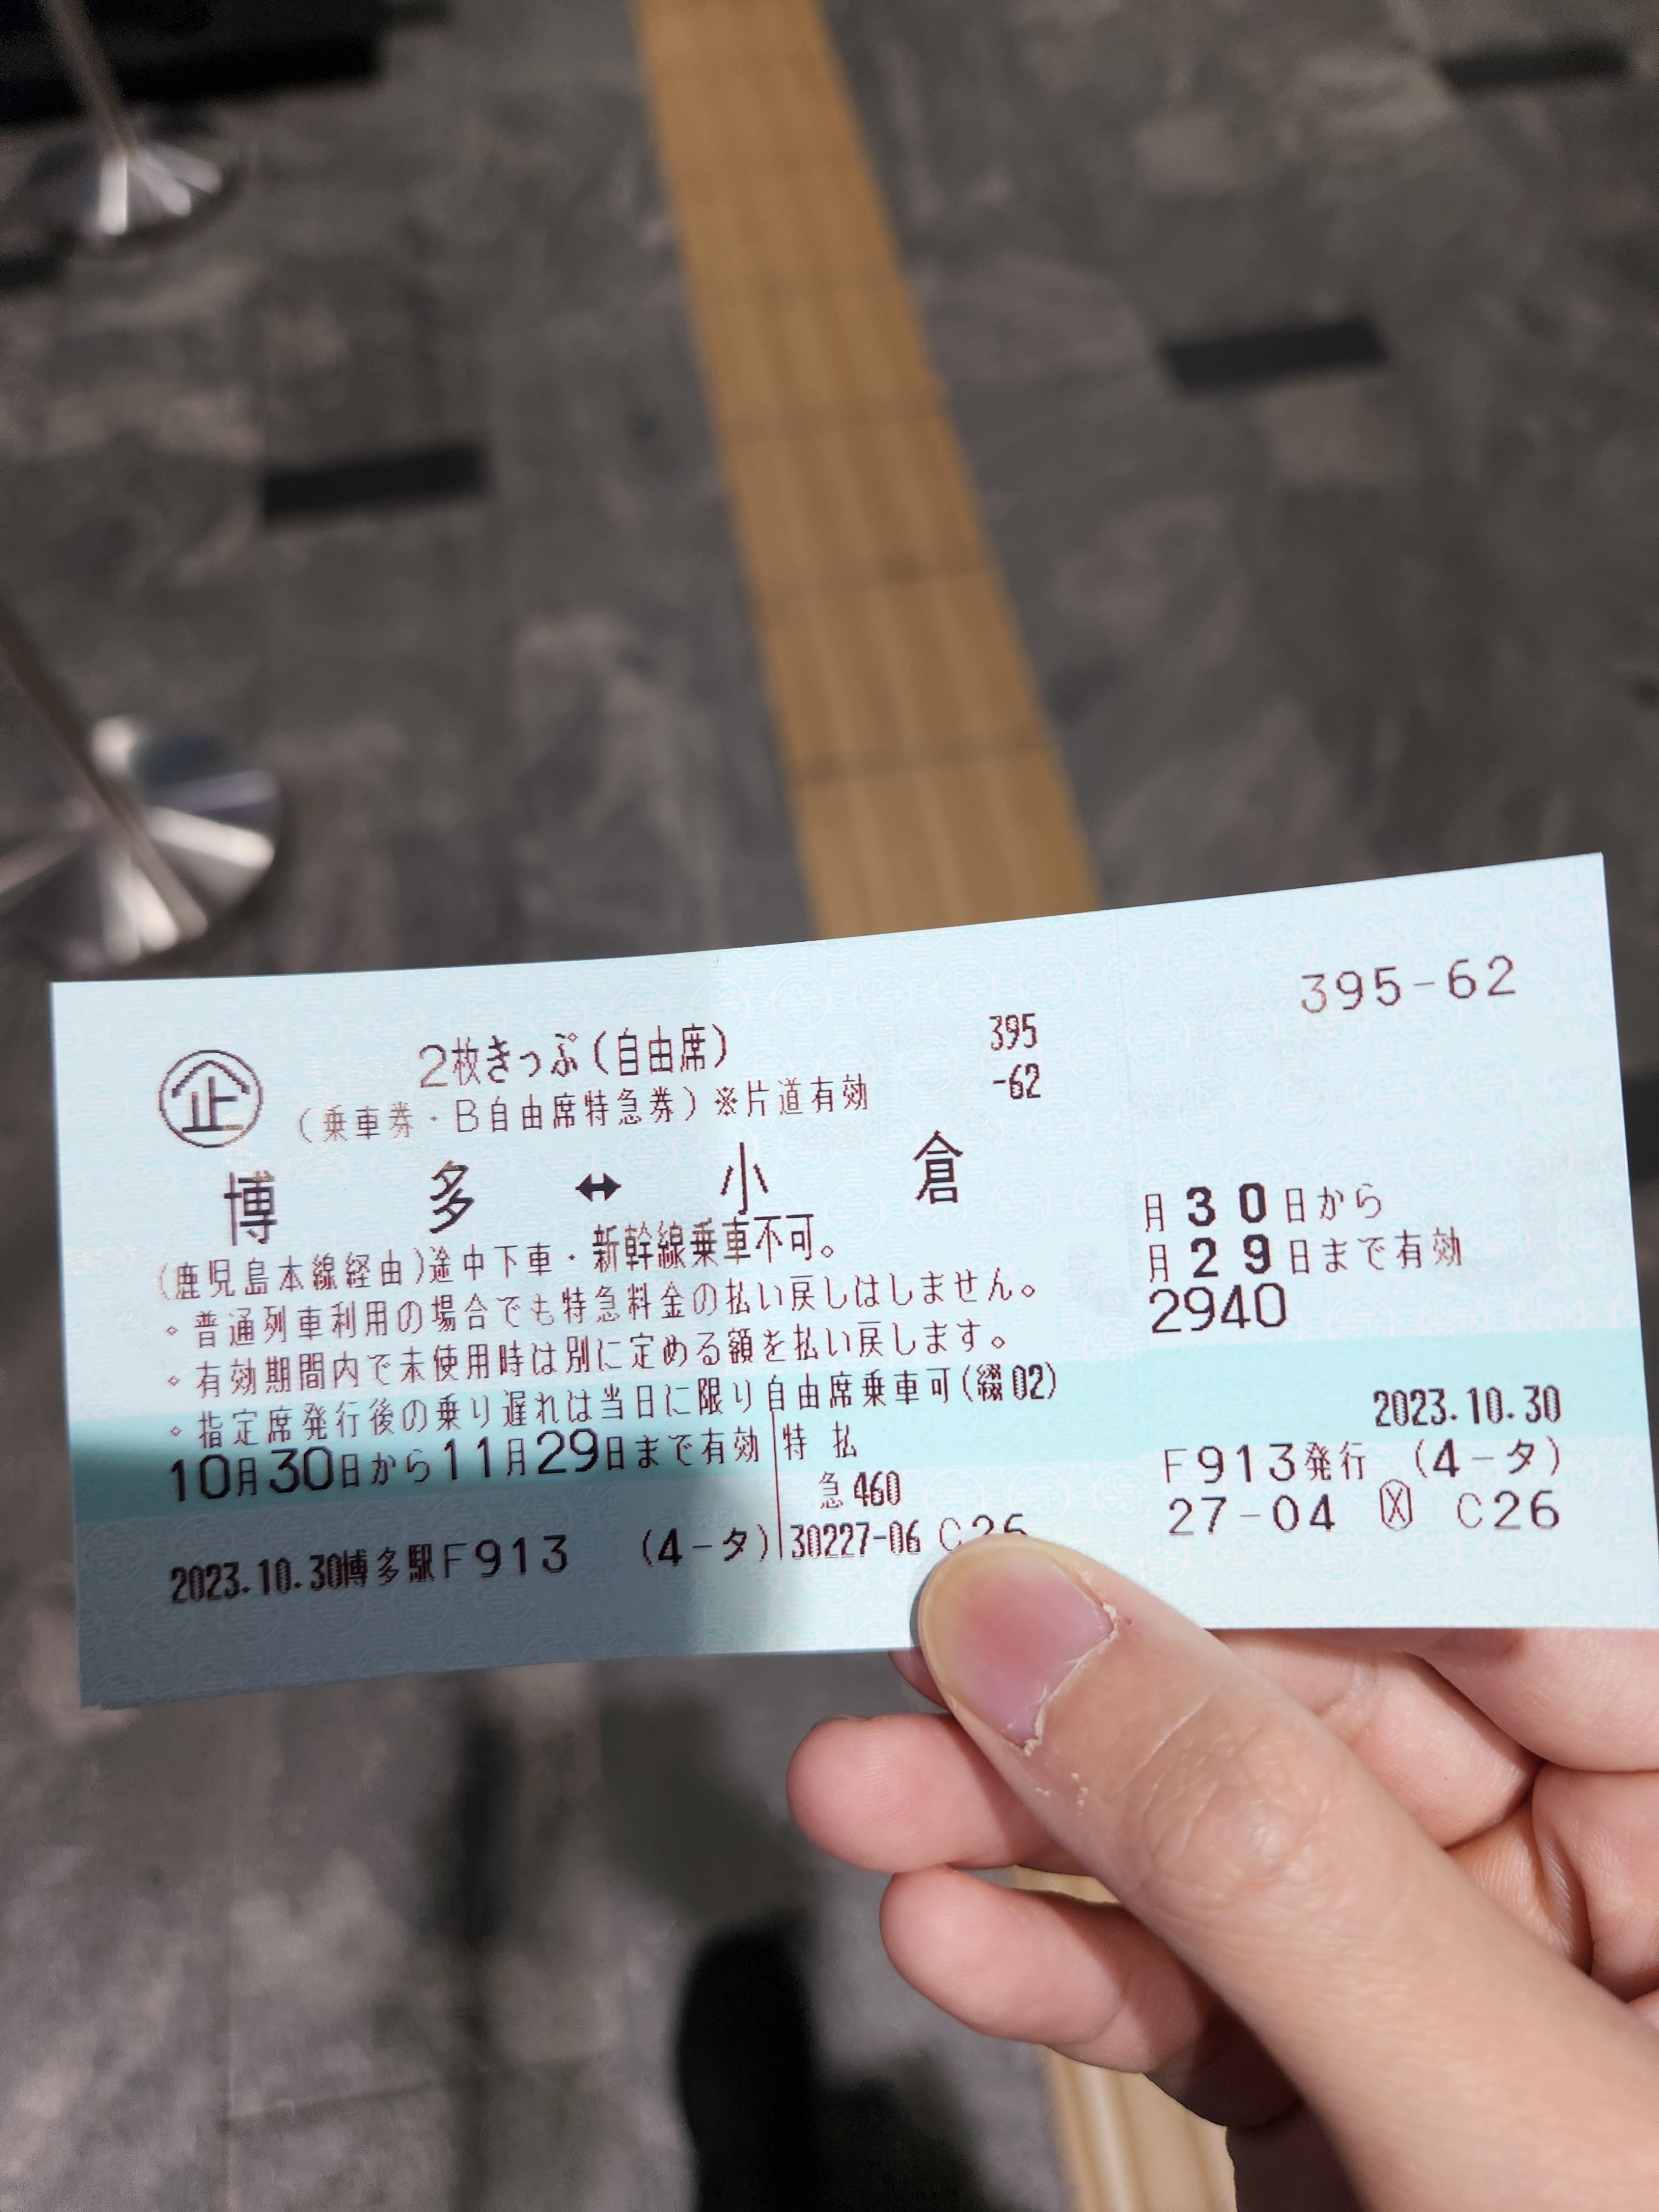 企 2枚きっぷ(自由席) 395
(乗車券・B自由席特急券)※片道有効 -62
博多↔小倉
(鹿児島本線経由)途中下車・新幹線乗車不可。
◦普通列車利用の場合でも特急料金の払い戻しはしません。
◦有効期間内で未使用時は別に定める額を払い戻します。
◦指定席発行後の乗り遅れは当日に限り自由席乗車可(綴02)
10月30日から11月29日まで有効 特 払
急460
2023.10.30博多駅F913 (4-タ) 30227-06 C26
395-62
月30日から
月29日まで有効
2940
2023.10.30
F913発行 (4-タ)
27-04 Ⓧ C26